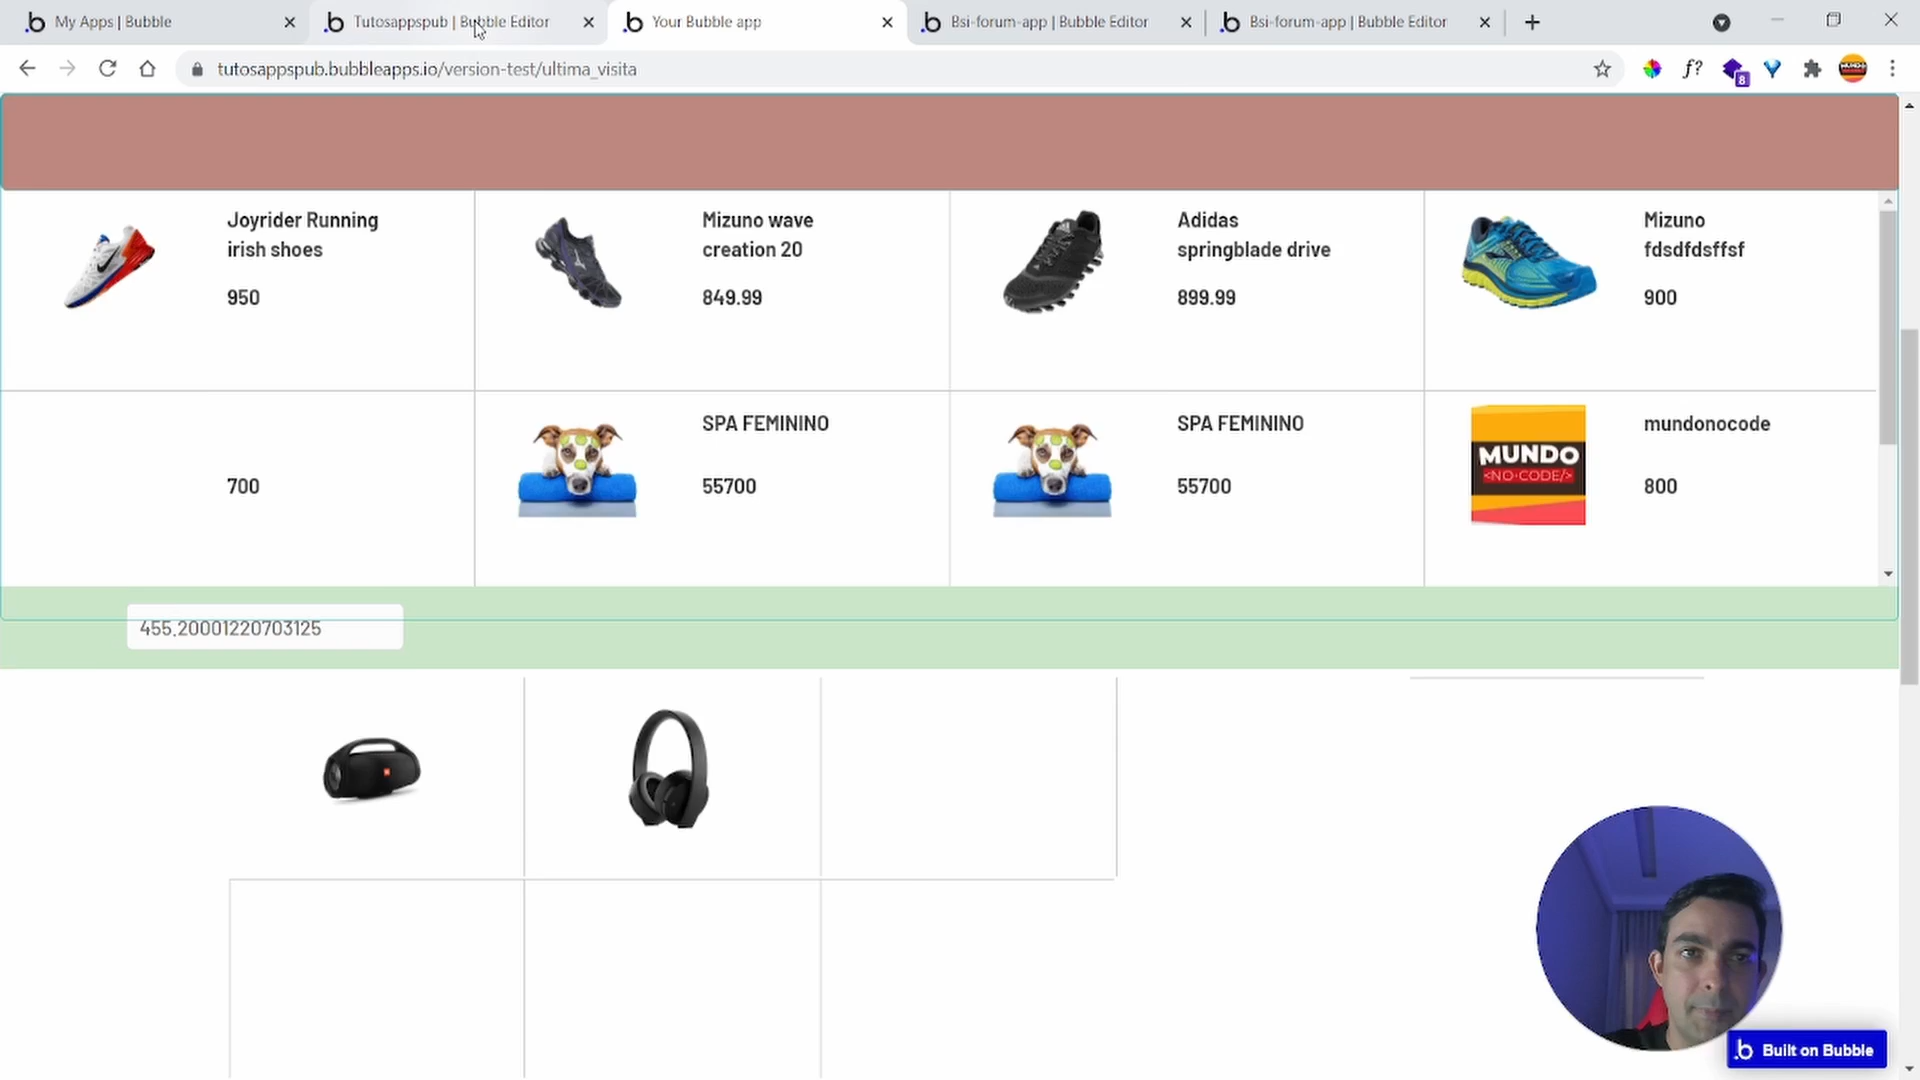 My Apps | Bubble
Tutosappspub | Bubble Editor
Your Bubble app
Bsi-forum-app | Bubble Editor
Bsi-forum-app | Bubble Editor
tutosappspub.bubbleapps.io/version-test/ultima_visita
f?
8
Joyrider Running
irish shoes
950
Mizuno wave
creation 20
849.99
Adidas
springblade drive
899.99
Mizuno
fdsdfdsffsf
900
700
SPA FEMININO
55700
SPA FEMININO
55700
MUNDO
<NO-CODE/>
mundonocode
800
455.20001220703125
Built on Bubble